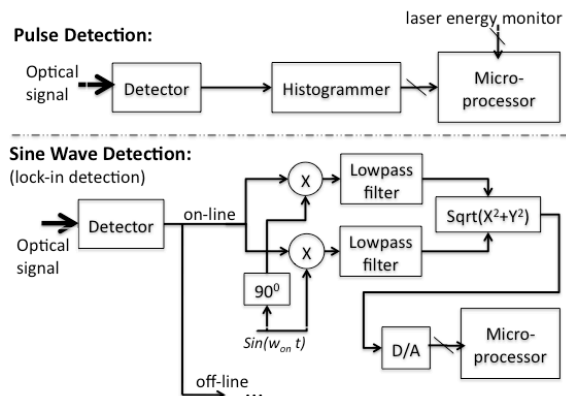 laser energy monitor
Pulse Detection:
Optical
signal
Detector
Histogrammer
Micro-
processor
Sine Wave Detection:
(lock-in detection)
Optical
signal
Detector
on-line
X
Lowpass
filter
X
Lowpass
filter
Sqrt(X²+Y²)
90⁰
Sin(w_on t)
D/A
Micro-
processor
off-line
...